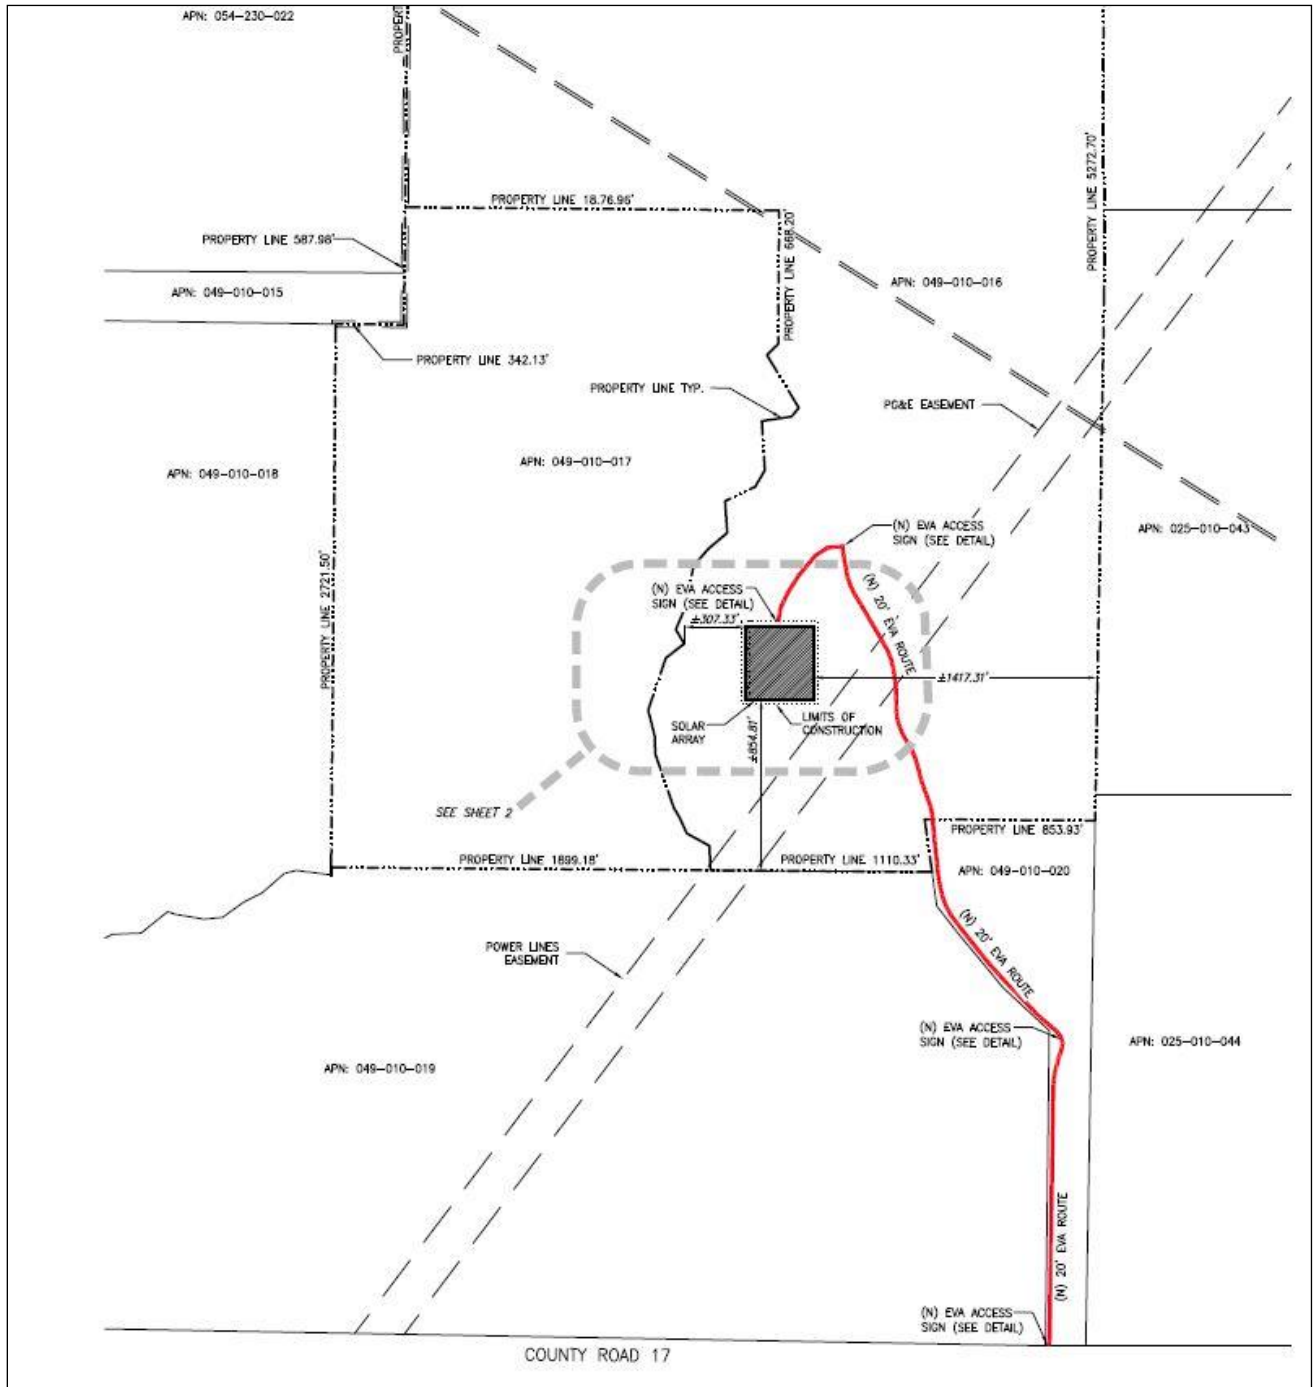 APN: 054-230-022
PROPERT
PROPERTY LINE 5272.70'
PROPERTY LINE 18.76.96'
PROPERTY LINE 668.20'
PROPERTY LINE 587.98'
APN: 049-010-015
APN: 049-010-016
PROPERTY LINE 342.13'
PROPERTY LINE TYP.
PG&E EASEMENT
APN: 049-010-018
APN: 049-010-017
(N) EVA ACCESS
SIGN (SEE DETAIL)
APN: 025-010-043
PROPERTY LINE 2721.50'
(N) EVA ACCESS
SIGN (SEE DETAIL)
(N) 20' EVA ROUTE
±307.33'
±1417.31'
SOLAR
ARRAY
±854.81'
LIMITS OF
CONSTRUCTION
SEE SHEET 2
PROPERTY LINE 853.93'
PROPERTY LINE 1899.18'
PROPERTY LINE 1110.33'
APN: 049-010-020
POWER LINES
EASEMENT
(N) 20' EVA ROUTE
(N) EVA ACCESS
SIGN (SEE DETAIL)
APN: 025-010-044
APN: 049-010-019
(N) 20' EVA ROUTE
(N) EVA ACCESS
SIGN (SEE DETAIL)
COUNTY ROAD 17